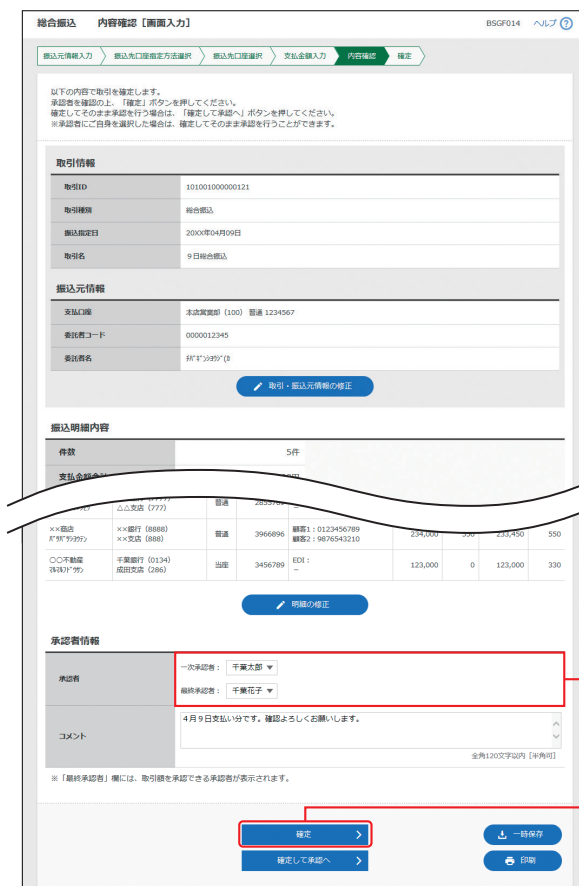 総合振込 内容確認［画面入力］ BSGF014 ヘルプ ?
振込元情報入力 振込先口座指定方法選択 振込先口座選択 支払金額入力 内容確認 確定
以下の内容で取引を確定します。
承認者を確認の上、「確定」ボタンを押してください。
確定してそのまま承認を行う場合は、「確定して承認へ」ボタンを押してください。
※承認者にご自身を選択した場合は、確定してそのまま承認を行うことができます。
取引情報
取引ID 101001000000121
取引種別 総合振込
振込指定日 20XX年04月09日
取引名 9日総合振込
振込元情報
支払口座 本店営業部（100） 普通 1234567
委託者コード 0000012345
委託者名 ﾁﾊﾞｷﾞﾝｼﾖｳｼﾞ(ｶ
取引・振込元情報の修正
振込明細内容
件数 5件
支払金額合計
△△支店（777） 普通
××商店 ××銀行（8888） 普通 3966896 顧客1：0123456789 234,000 550 233,450 550
ﾊﾞﾂﾊﾞﾂｼﾖｳﾃﾝ ××支店（888） 顧客2：9876543210
〇〇不動産 千葉銀行（0134） 当座 3456789 EDI： 123,000 0 123,000 330
ﾏﾙﾏﾙﾌﾄﾞｳｻﾝ 成田支店（286） －
明細の修正
承認者情報
承認者
一次承認者： 千葉太郎 ▼
最終承認者： 千葉花子 ▼
コメント
4月9日支払い分です。確認よろしくお願いします。
全角120文字以内［半角可］
※「最終承認者」欄には、取引額を承認できる承認者が表示されます。
確定 一時保存
確定して承認へ 印刷